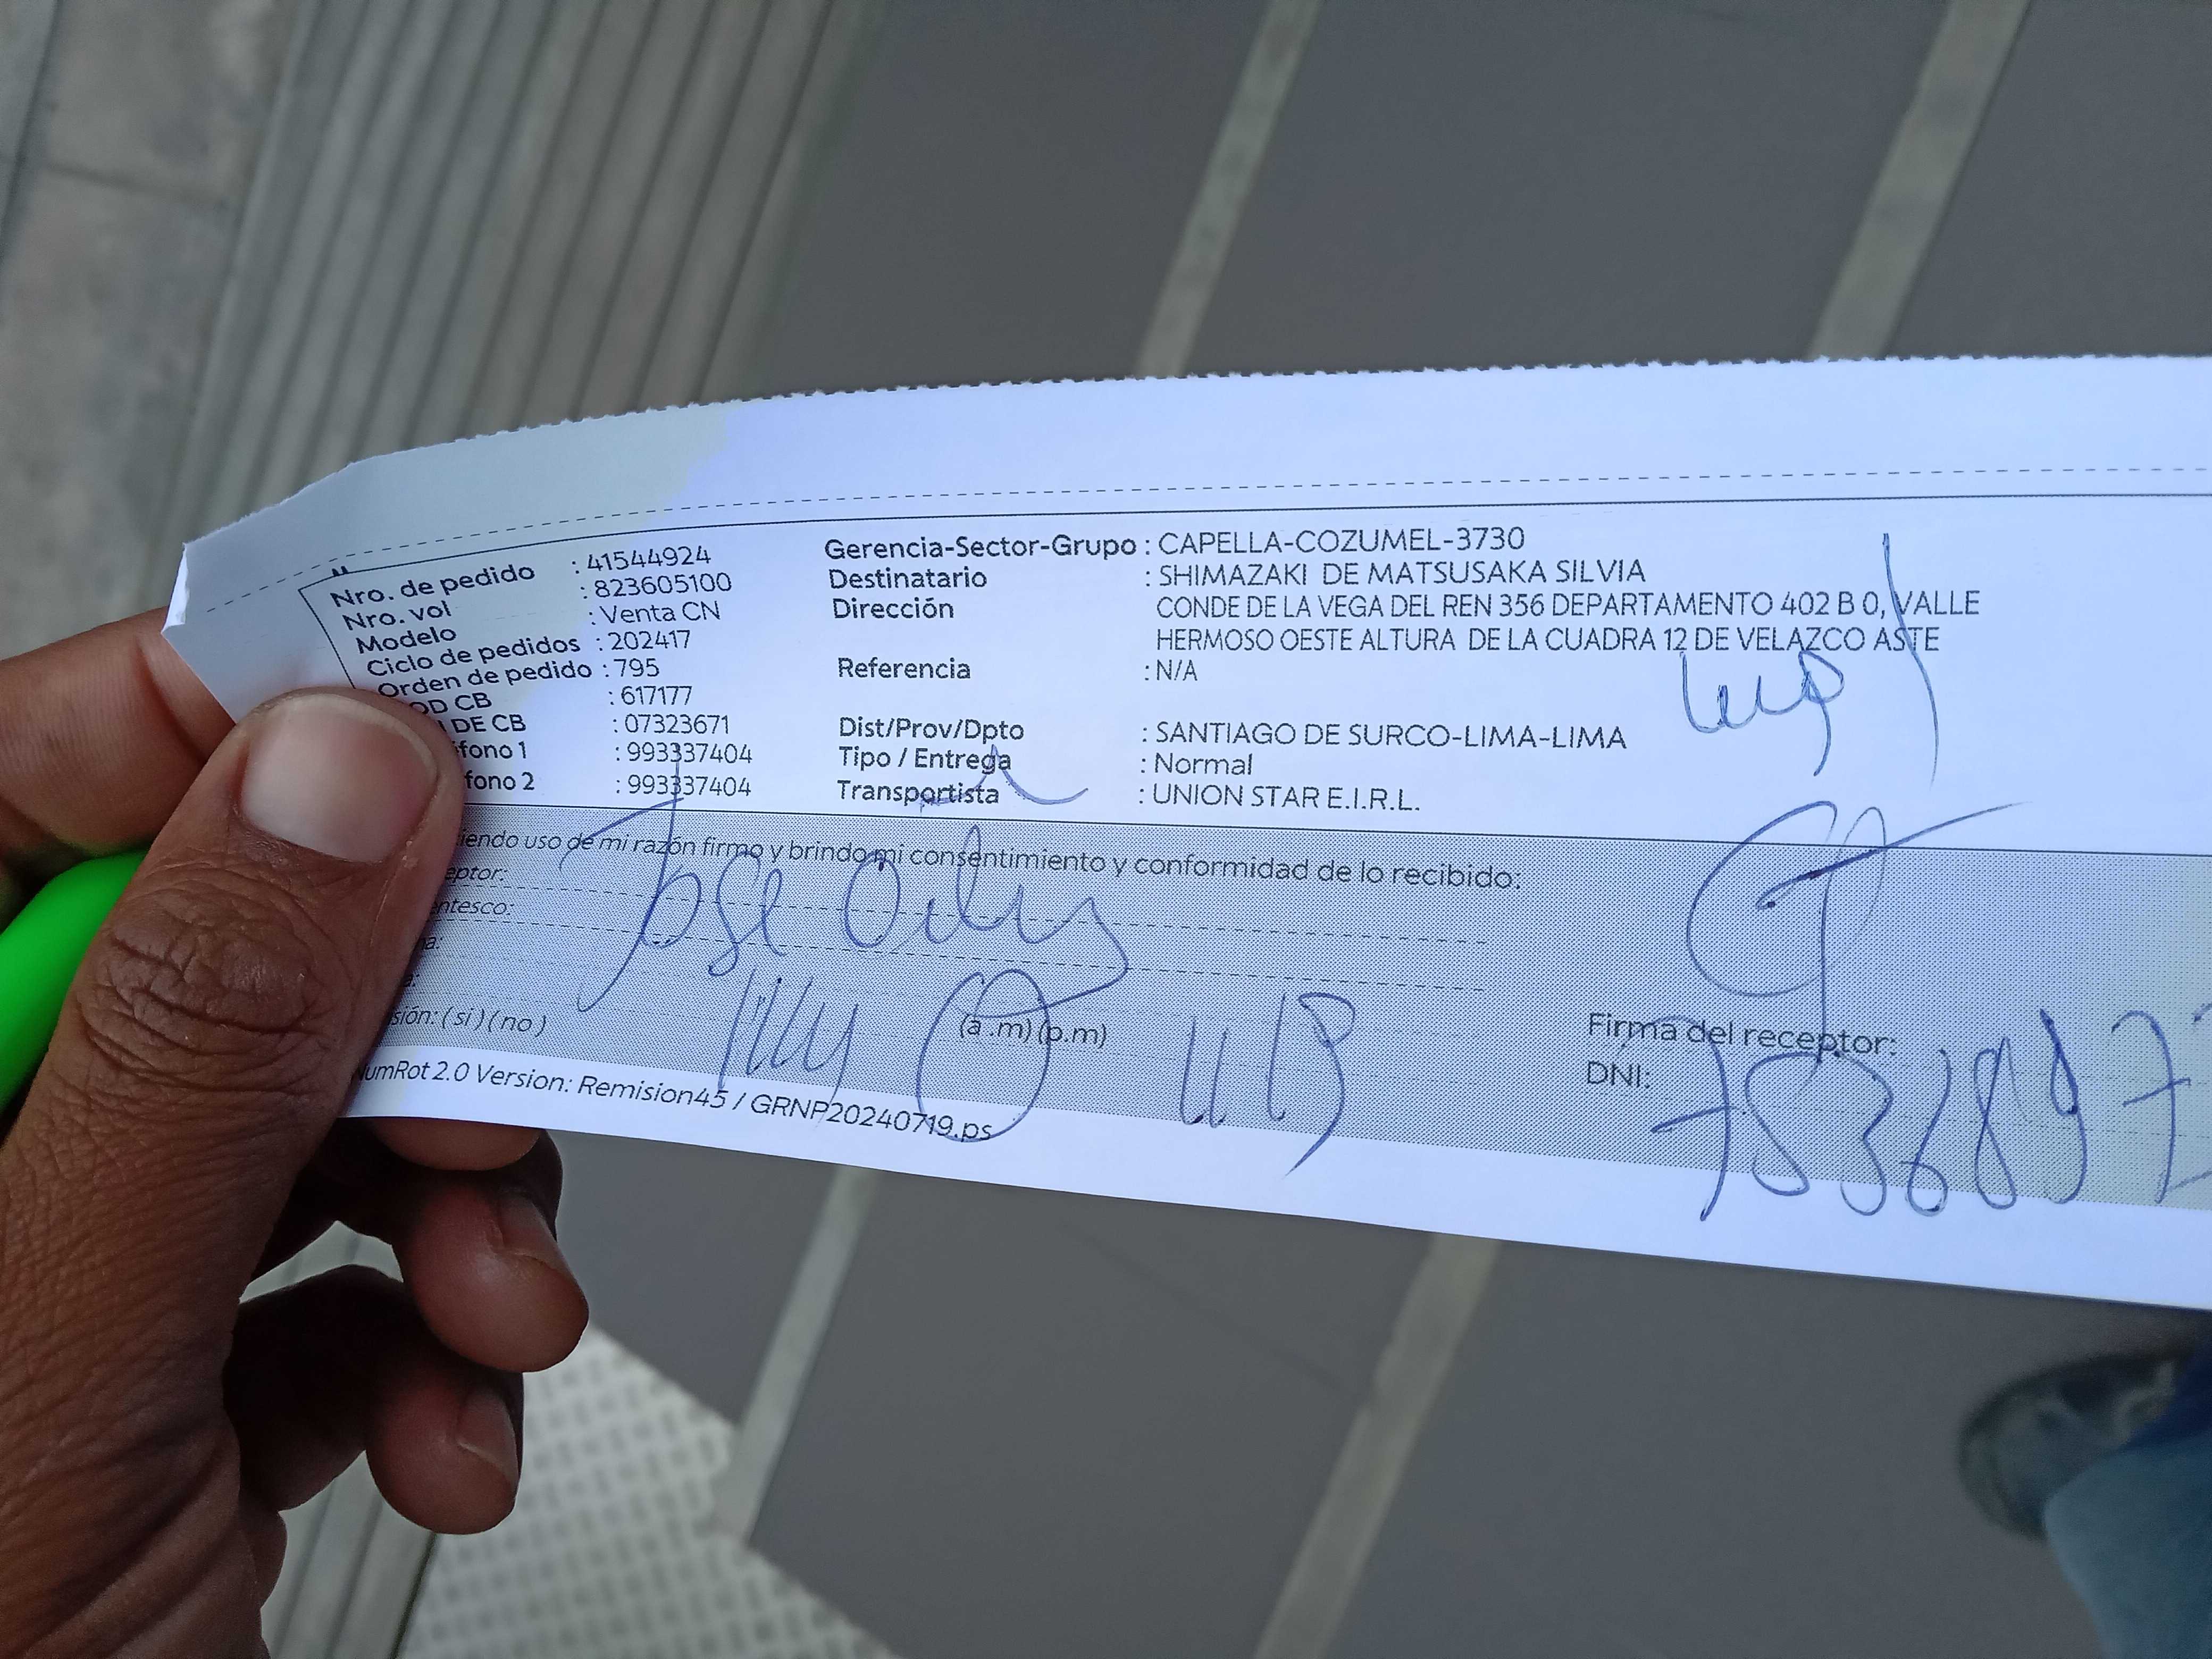 Nro. de pedido : 41544924
Nro. vol : 823605100
Modelo : Venta CN
Ciclo de pedidos : 202417
Orden de pedido : 795
OD CB : 617177
DE CB : 07323671
fono 1 : 993337404
fono 2 : 993337404
Gerencia-Sector-Grupo : CAPELLA-COZUMEL-3730
Destinatario : SHIMAZAKI DE MATSUSAKA SILVIA
Dirección CONDE DE LA VEGA DEL REN 356 DEPARTAMENTO 402 B 0, VALLE
HERMOSO OESTE ALTURA DE LA CUADRA 12 DE VELAZCO ASTE
Referencia : N/A
Dist/Prov/Dpto : SANTIAGO DE SURCO-LIMA-LIMA
Tipo / Entrega : Normal
Transportista : UNION STAR E.I.R.L.
iendo uso de mi razón firmo y brindo mi consentimiento y conformidad de lo recibido:
eptor: Jose
entesco:
a:
a:
sión: ( si ) ( no ) (a .m) (p.m)
Firma del receptor:
DNI:
umRot 2.0 Version: Remision45 / GRNP20240719.ps